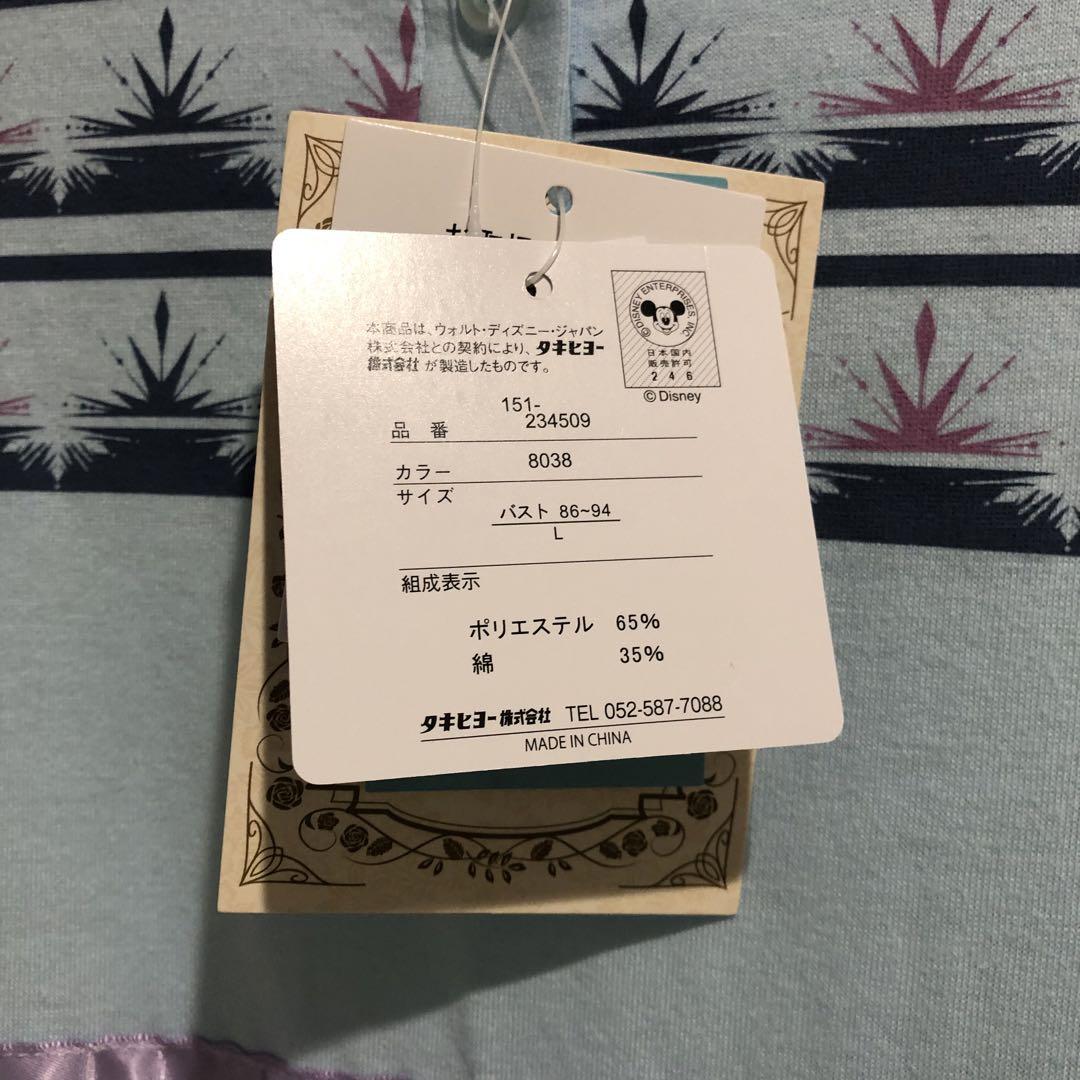 本商品は、ウォルト・ディズニー・ジャパン
株式会社との契約により、タキヒヨー
株式会社が製造したものです。
©DISNEY ENTERPRISES, INC
日本国内
販売許可
246
©Disney
151-
品番 234509
カラー 8038
サイズ
バスト 86~94
L
組成表示
ポリエステル 65%
綿 35%
タキヒヨー株式会社 TEL 052-587-7088
MADE IN CHINA